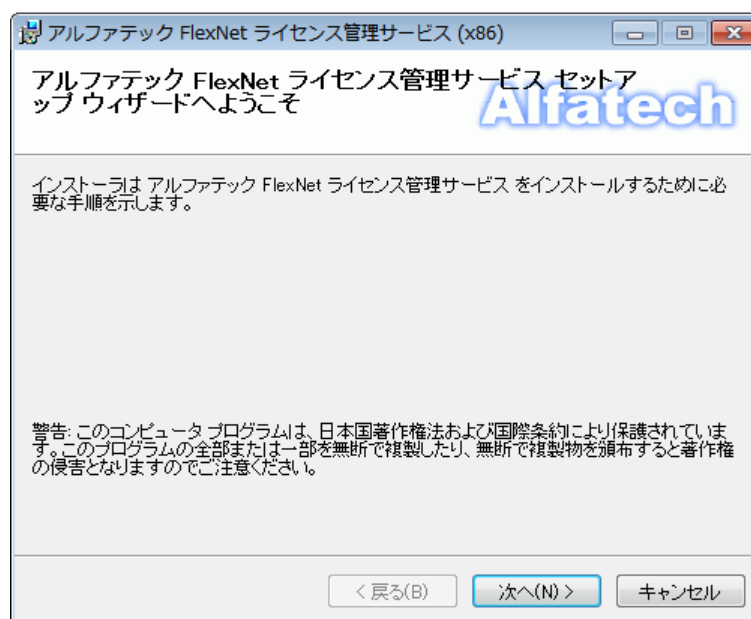 アルファテック FlexNet ライセンス管理サービス (x86)
アルファテック FlexNet ライセンス管理サービス セットア
ップ ウィザードへようこそ
Alfatech
インストーラは アルファテック FlexNet ライセンス管理サービス をインストールするために必
要な手順を示します。
警告: このコンピュータ プログラムは、日本国著作権法および国際条約により保護されていま
す。このプログラムの全部または一部を無断で複製したり、無断で複製物を頒布すると著作権
の侵害となりますのでご注意ください。
< 戻る(B)
次へ(N) >
キャンセル